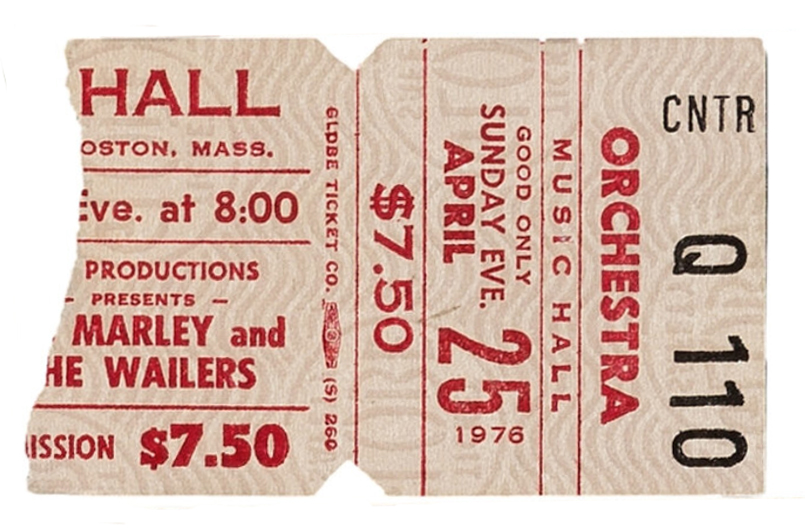 HALL
OSTON, MASS.
Eve. at 8:00
PRODUCTIONS
– PRESENTS –
. MARLEY and
HE WAILERS
ISSION $7.50
GLOBE TICKET CO. (S) 260
$7.50
GOOD ONLY
SUNDAY EVE.
APRIL
25
1976
MUSIC HALL
ORCHESTRA
CNTR
Q 110